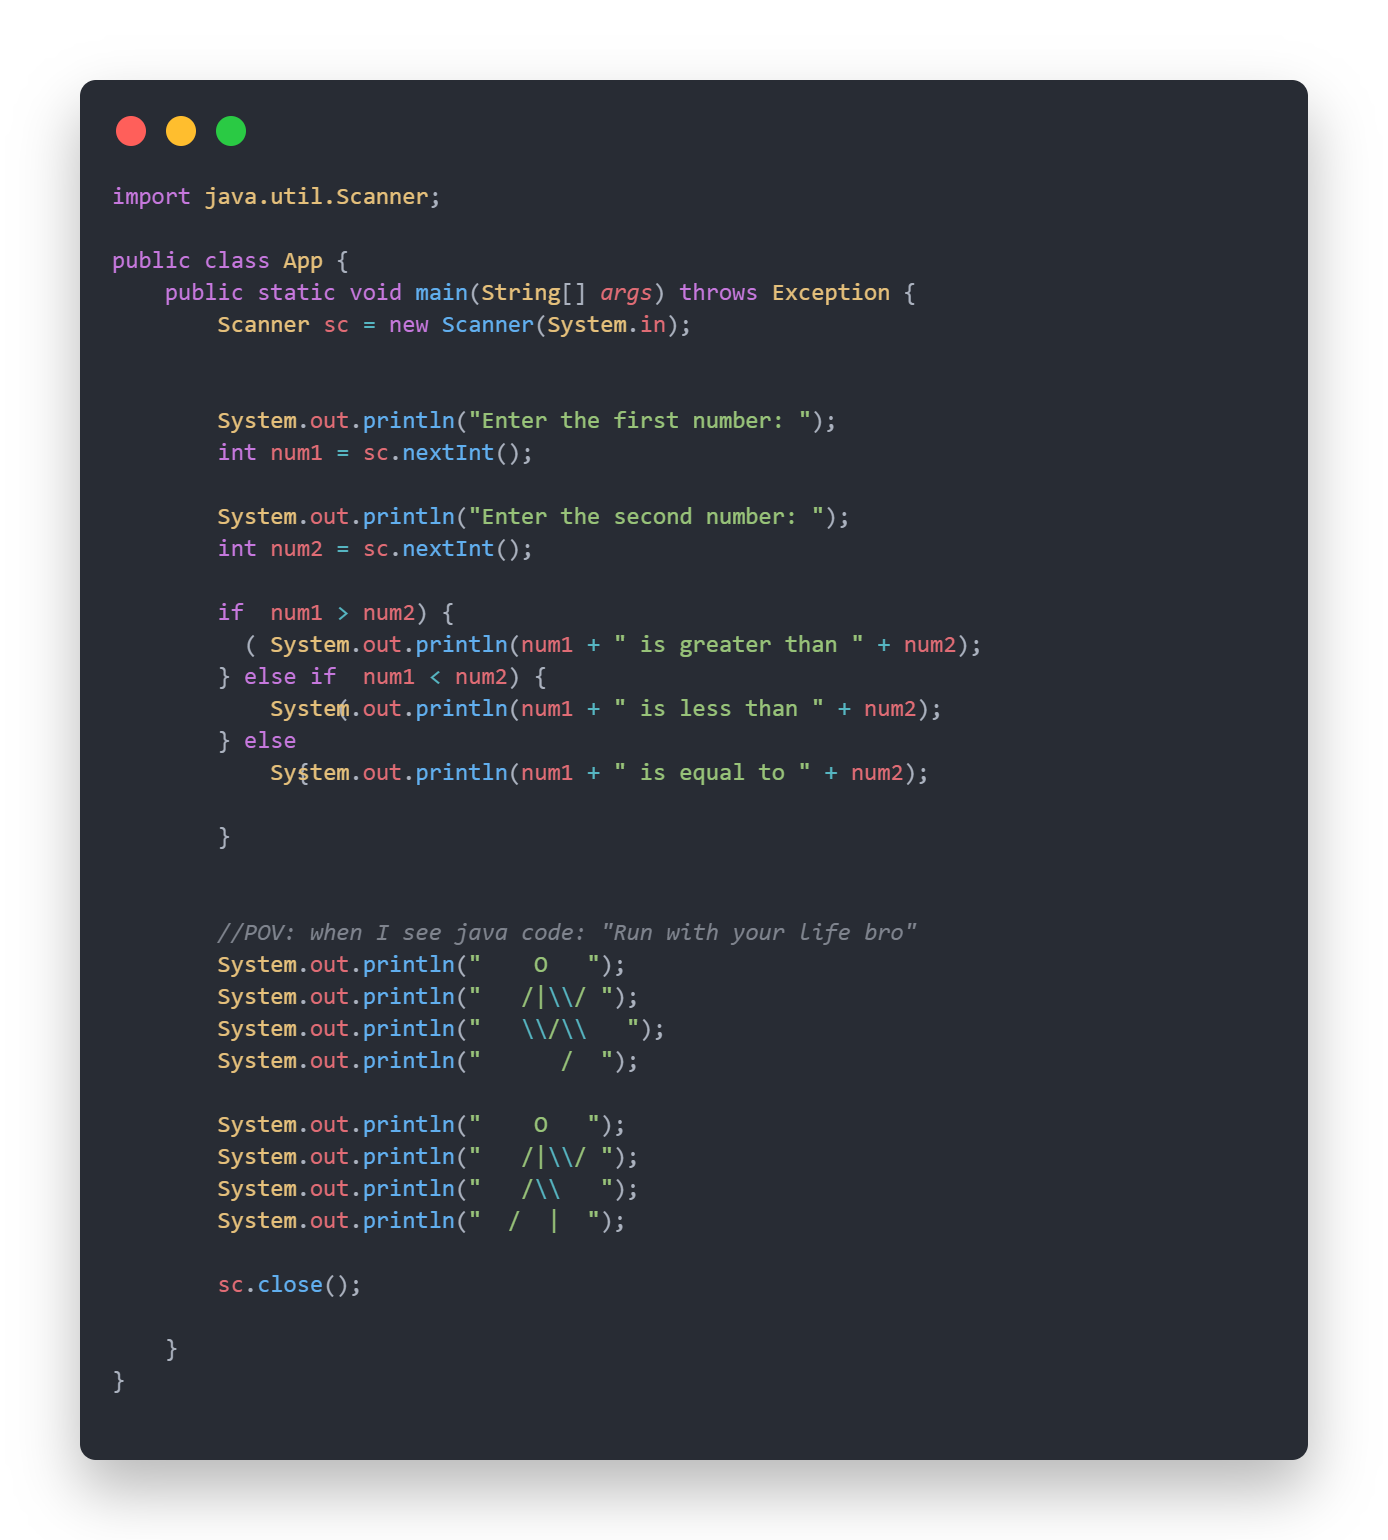 import java.util.Scanner;

public class App {
    public static void main(String[] args) throws Exception {
        Scanner sc = new Scanner(System.in);


        System.out.println("Enter the first number: ");
        int num1 = sc.nextInt();

        System.out.println("Enter the second number: ");
        int num2 = sc.nextInt();

        if  num1 > num2) {
          ( System.out.println(num1 + " is greater than " + num2);
        } else if  num1 < num2) {
            System(.out.println(num1 + " is less than " + num2);
        } else
            Sys{tem.out.println(num1 + " is equal to " + num2);

        }


        //POV: when I see java code: "Run with your life bro"
        System.out.println("    O   ");
        System.out.println("   /|\\/ ");
        System.out.println("   \\/\\   ");
        System.out.println("      /  ");

        System.out.println("    O   ");
        System.out.println("   /|\\/ ");
        System.out.println("   /\\   ");
        System.out.println("  /  |  ");

        sc.close();

    }
}